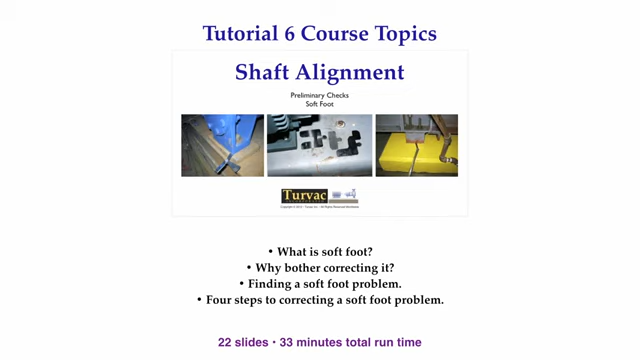 Tutorial 6 Course Topics
Shaft Alignment
Preliminary Checks
Soft Foot
Turvac
• What is soft foot?
• Why bother correcting it?
• Finding a soft foot problem.
• Four steps to correcting a soft foot problem.
22 slides • 33 minutes total run time